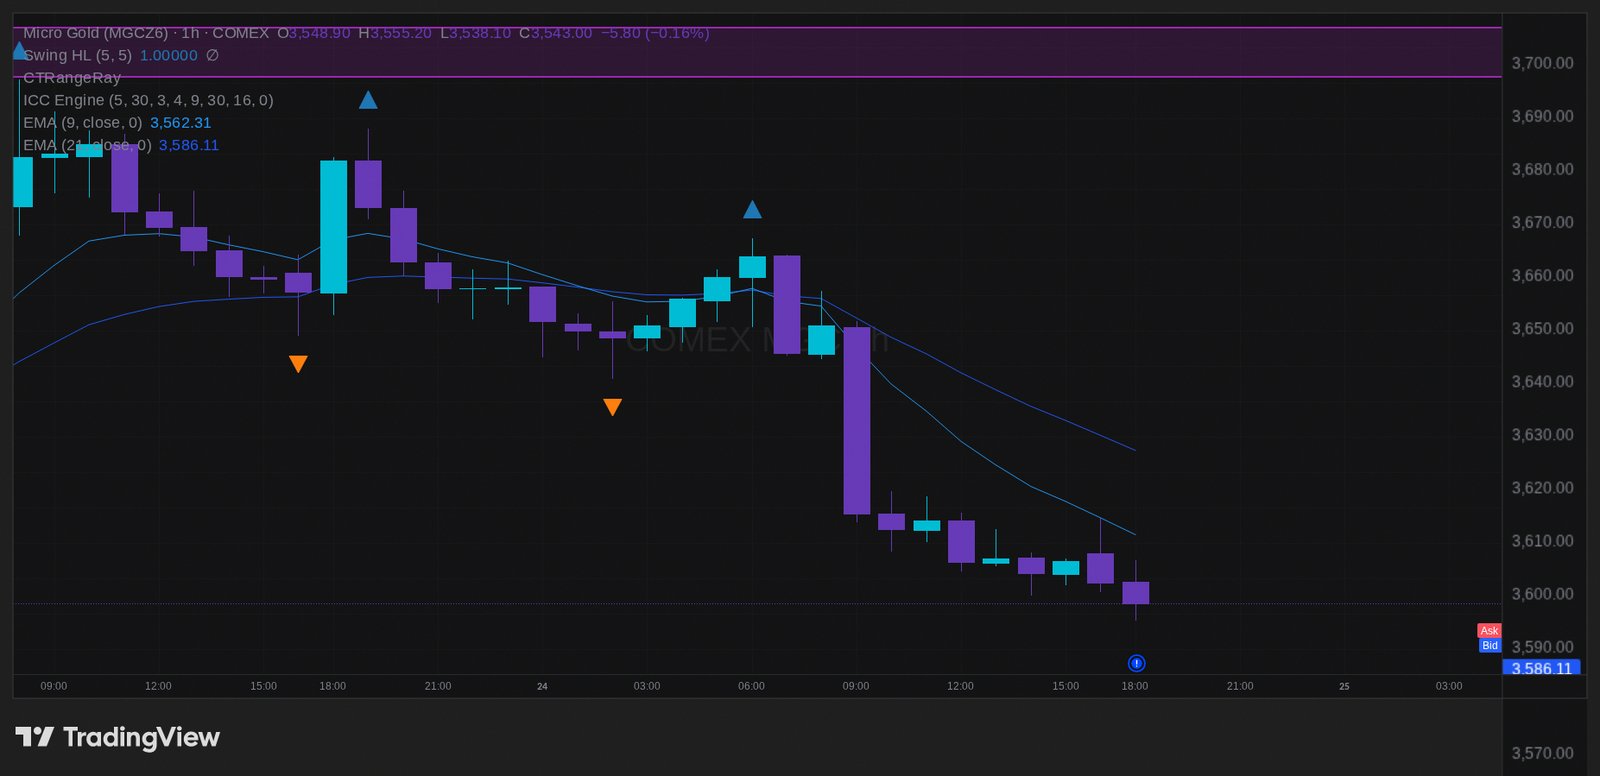 Micro Gold (MGCZ6) · 1h · COMEX O3,548.90 H3,555.20 L3,538.10 C3,543.00 −5.80 (−0.16%)
Swing HL (5, 5) 1.00000 ∅
CTRangeRay
ICC Engine (5, 30, 3, 4, 9, 30, 16, 0)
EMA (9, close, 0) 3,562.31
EMA (21, close, 0) 3,586.11
3,700.00
3,690.00
3,680.00
3,670.00
3,660.00
3,650.00
3,640.00
3,630.00
3,620.00
3,610.00
3,600.00
Ask
Bid
3,590.00
3,586.11
3,570.00
09:00 12:00 15:00 18:00 21:00 24 03:00 06:00 09:00 12:00 15:00 18:00 21:00 25 03:00
TradingView